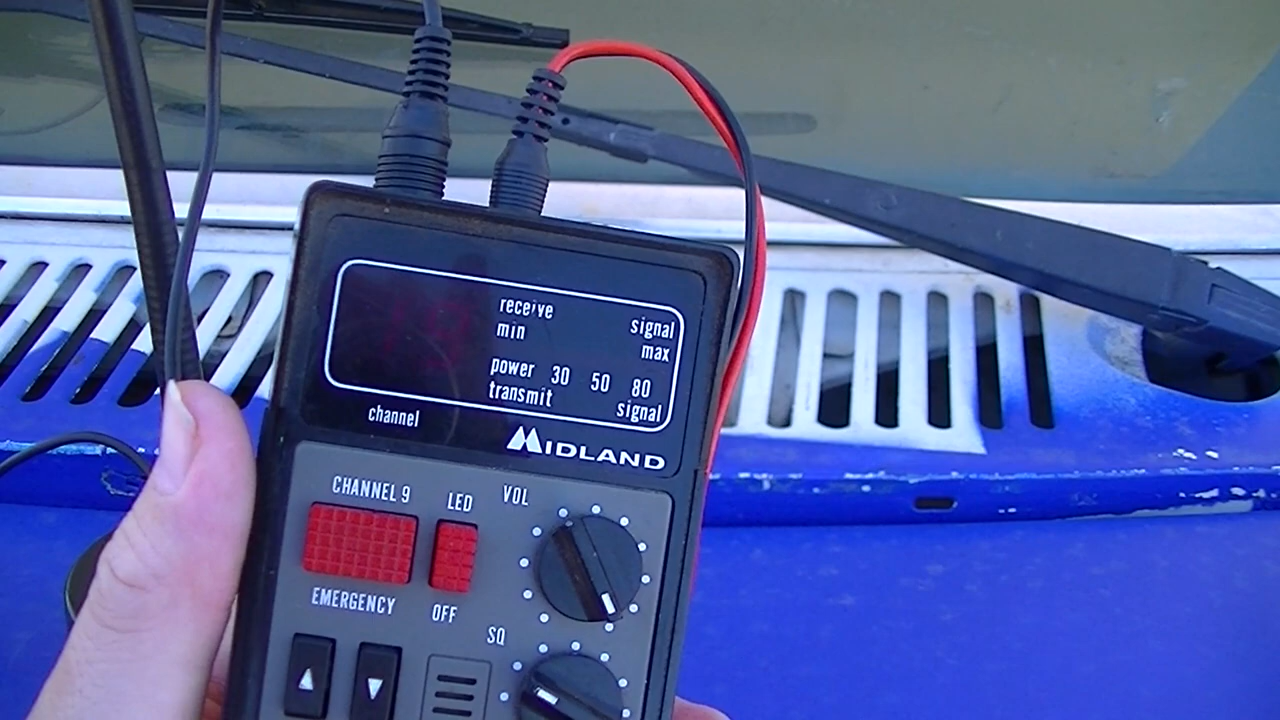 receive signal
min max
power 30 50 80
transmit signal
channel
MIDLAND
CHANNEL 9 LED VOL
EMERGENCY OFF
SQ